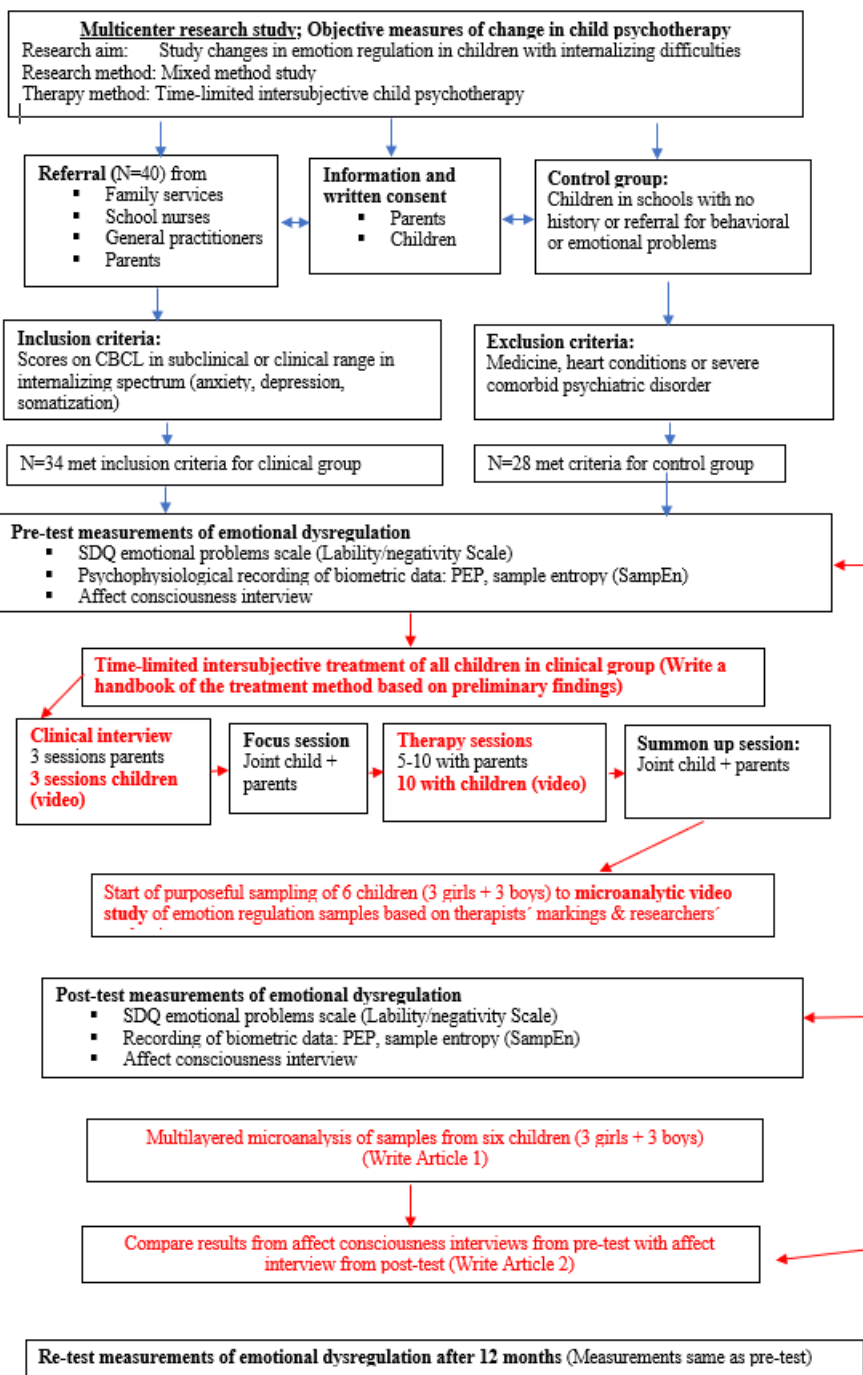 Multicenter research study; Objective measures of change in child psychotherapy
Research aim: Study changes in emotion regulation in children with internalizing difficulties
Research method: Mixed method study
Therapy method: Time-limited intersubjective child psychotherapy
Referral (N=40) from
▪ Family services
▪ School nurses
▪ General practitioners
▪ Parents
Information and
written consent
▪ Parents
▪ Children
Control group:
Children in schools with no
history or referral for behavioral
or emotional problems
Inclusion criteria:
Scores on CBCL in subclinical or clinical range in
internalizing spectrum (anxiety, depression,
somatization)
Exclusion criteria:
Medicine, heart conditions or severe
comorbid psychiatric disorder
N=34 met inclusion criteria for clinical group
N=28 met criteria for control group
Pre-test measurements of emotional dysregulation
▪ SDQ emotional problems scale (Lability/negativity Scale)
▪ Psychophysiological recording of biometric data: PEP, sample entropy (SampEn)
▪ Affect consciousness interview
Time-limited intersubjective treatment of all children in clinical group (Write a
handbook of the treatment method based on preliminary findings)
Clinical interview
3 sessions parents
3 sessions children
(video)
Focus session
Joint child +
parents
Therapy sessions
5-10 with parents
10 with children (video)
Summon up session:
Joint child + parents
Start of purposeful sampling of 6 children (3 girls + 3 boys) to microanalytic video
study of emotion regulation samples based on therapists´ markings & researchers´
Post-test measurements of emotional dysregulation
▪ SDQ emotional problems scale (Lability/negativity Scale)
▪ Recording of biometric data: PEP, sample entropy (SampEn)
▪ Affect consciousness interview
Multilayered microanalysis of samples from six children (3 girls + 3 boys)
(Write Article 1)
Compare results from affect consciousness interviews from pre-test with affect
interview from post-test (Write Article 2)
Re-test measurements of emotional dysregulation after 12 months (Measurements same as pre-test)